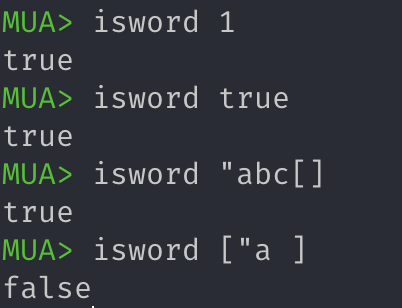 MUA> isword 1
true
MUA> isword true
true
MUA> isword "abc[]
true
MUA> isword ["a ]
false